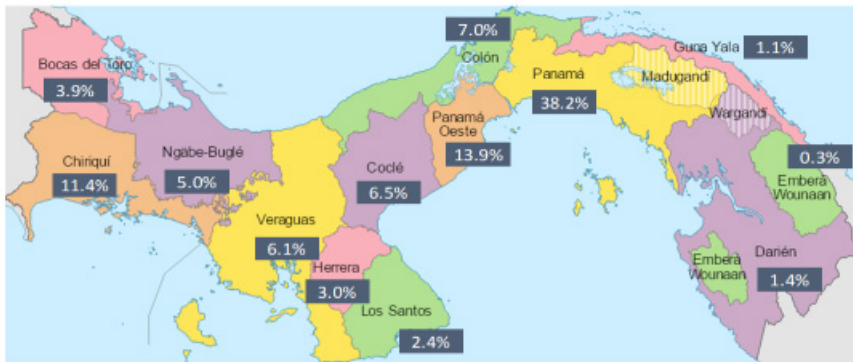 7.0%
Colón
Guna Yala
1.1%
Bocas del Toro
3.9%
Panamá
38.2%
Madugandí
Wargandí
Panamá
Oeste
13.9%
Ngäbe-Buglé
5.0%
Chiriquí
11.4%
Coclé
6.5%
0.3%
Emberá
Wounaan
Veraguas
6.1%
Herrera
3.0%
Los Santos
2.4%
Emberá
Wounaan
Darién
1.4%